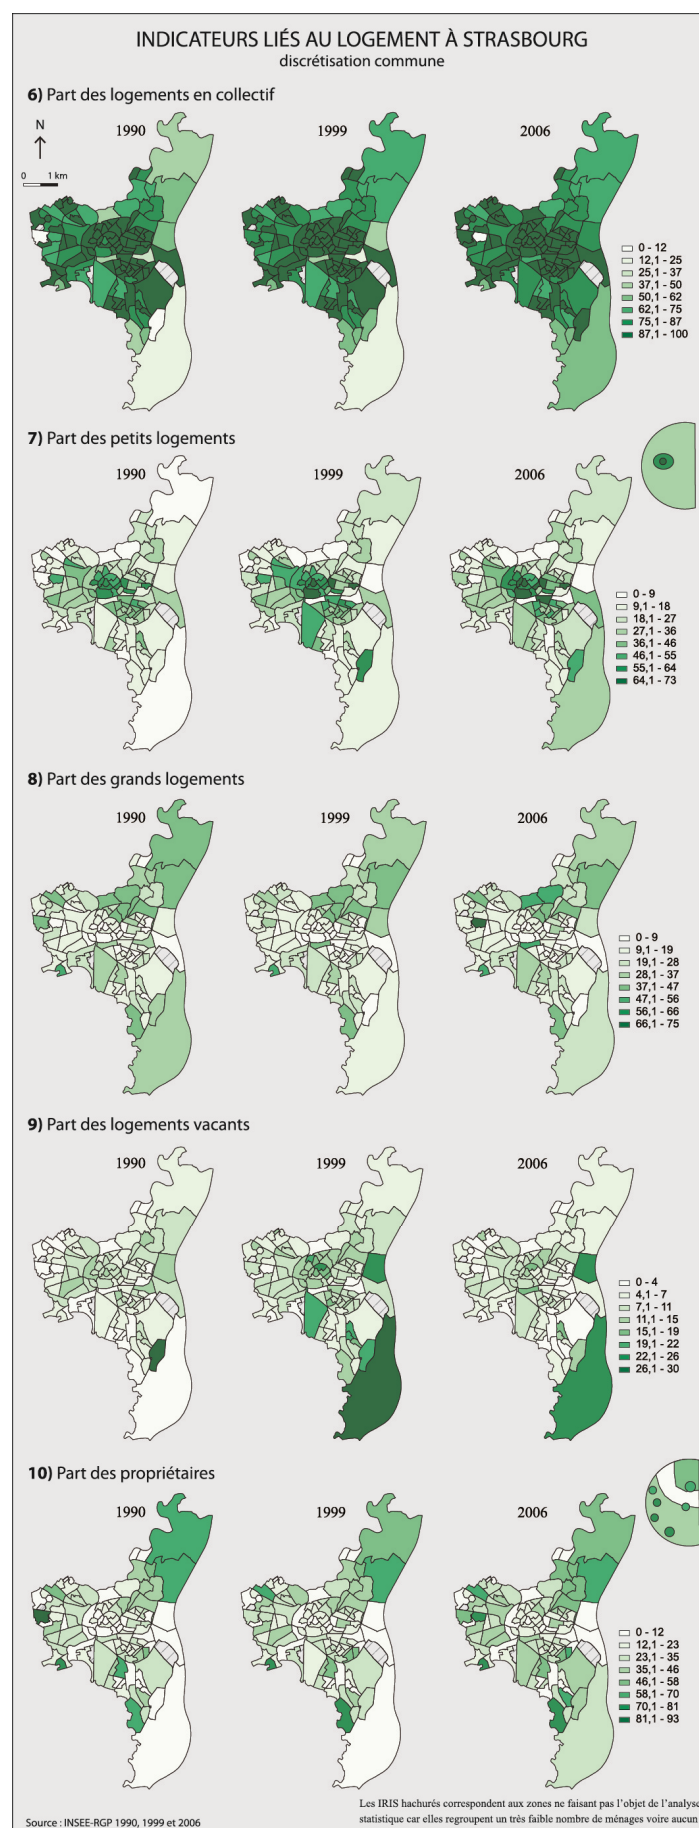 INDICATEURS LIÉS AU LOGEMENT À STRASBOURG
discrétisation commune
6) Part des logements en collectif
1990
1999
2006
N
0 1 km
0 - 12
12,1 - 25
25,1 - 37
37,1 - 50
50,1 - 62
62,1 - 75
75,1 - 87
87,1 - 100
7) Part des petits logements
1990
1999
2006
0 - 9
9,1 - 18
18,1 - 27
27,1 - 36
36,1 - 46
46,1 - 55
55,1 - 64
64,1 - 73
8) Part des grands logements
1990
1999
2006
0 - 9
9,1 - 19
19,1 - 28
28,1 - 37
37,1 - 47
47,1 - 56
56,1 - 66
66,1 - 75
9) Part des logements vacants
1990
1999
2006
0 - 4
4,1 - 7
7,1 - 11
11,1 - 15
15,1 - 19
19,1 - 22
22,1 - 26
26,1 - 30
10) Part des propriétaires
1990
1999
2006
0 - 12
12,1 - 23
23,1 - 35
35,1 - 46
46,1 - 58
58,1 - 70
70,1 - 81
81,1 - 93
Les IRIS hachurés correspondent aux zones ne faisant pas l'objet de l'analyse
statistique car elles regroupent un très faible nombre de ménages voire aucun
Source : INSEE-RGP 1990, 1999 et 2006